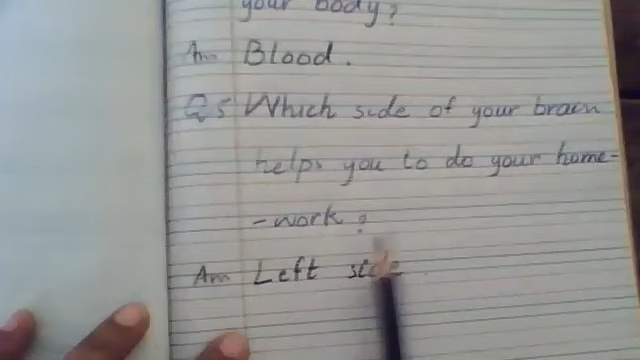 your body?
Ans Blood.
Q5 Which side of your brain
helps you to do your home-
-work?
Ans Left side